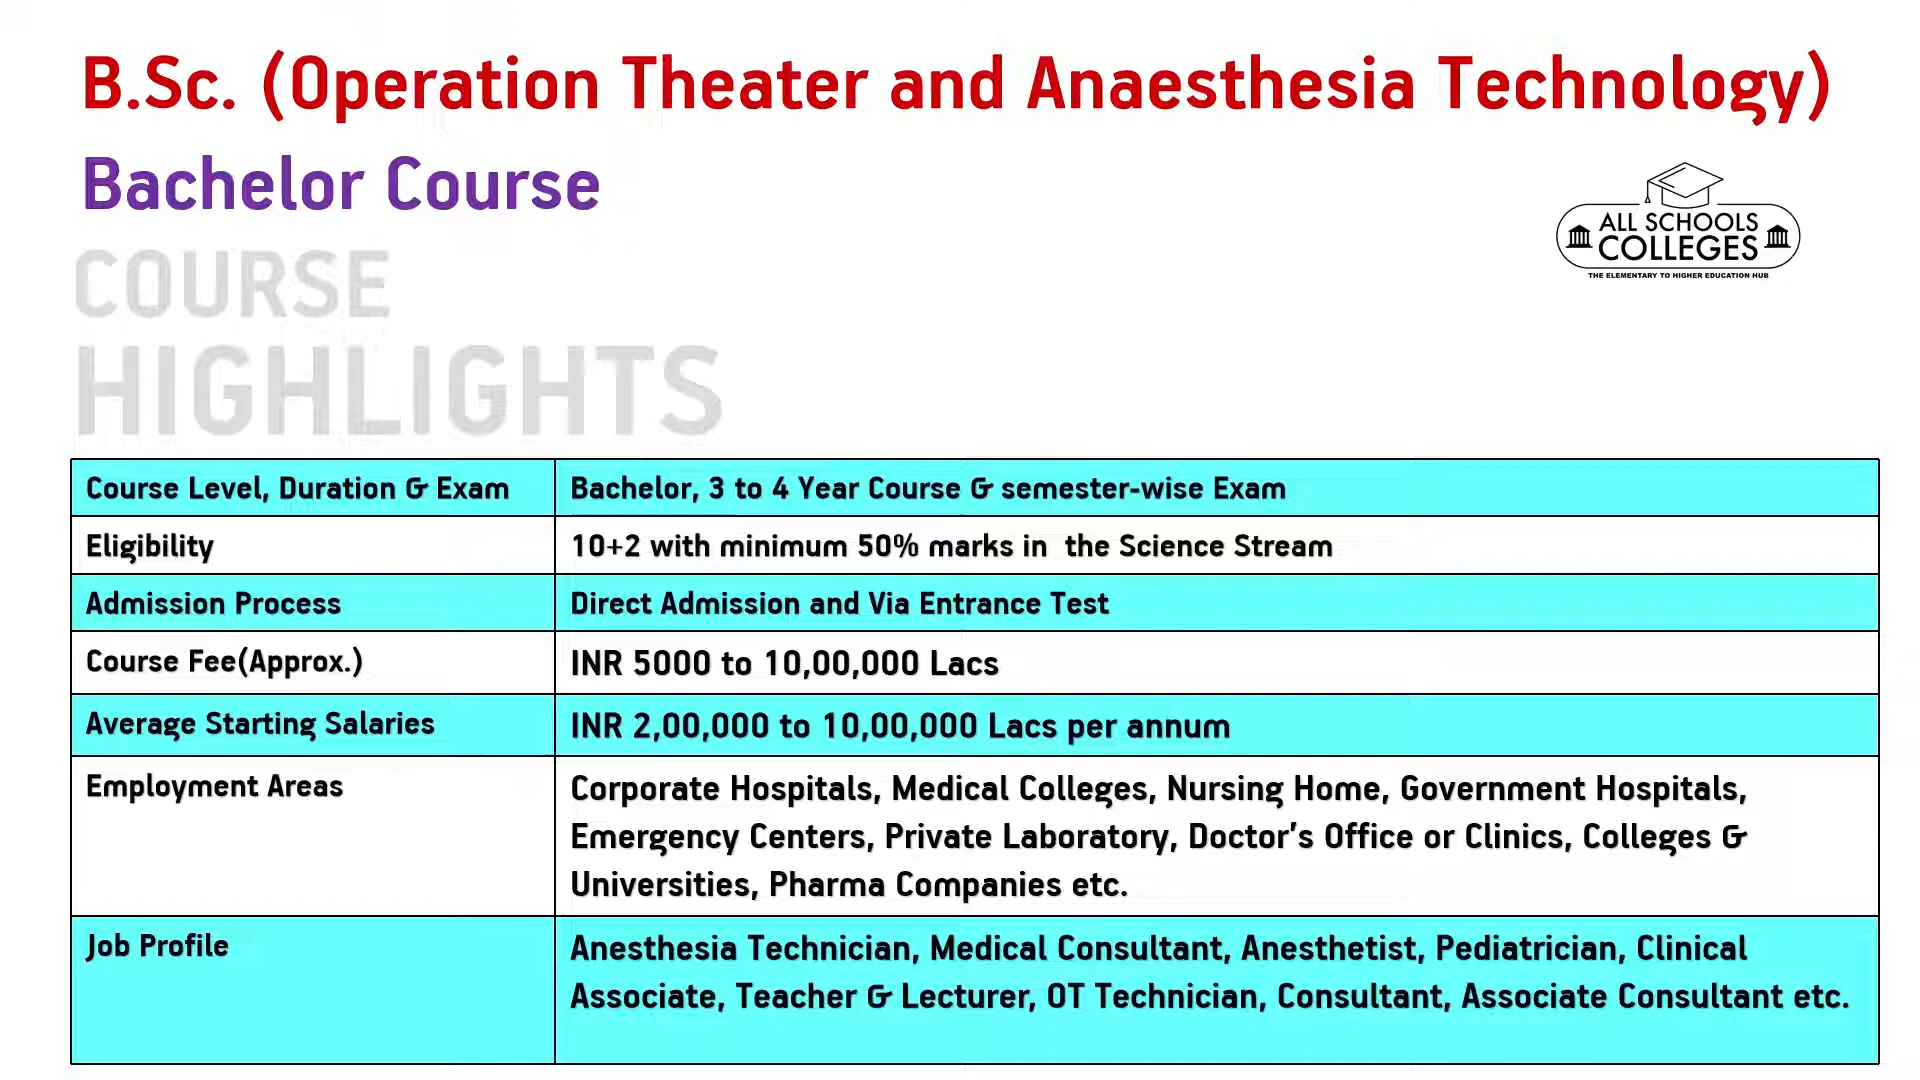 B.Sc. (Operation Theater and Anaesthesia Technology)
Bachelor Course
ALL SCHOOLS
COLLEGES
THE ELEMENTARY TO HIGHER EDUCATION HUB
COURSE
HIGHLIGHTS
Course Level, Duration & Exam
Bachelor, 3 to 4 Year Course & semester-wise Exam
Eligibility
10+2 with minimum 50% marks in the Science Stream
Admission Process
Direct Admission and Via Entrance Test
Course Fee(Approx.)
INR 5000 to 10,00,000 Lacs
Average Starting Salaries
INR 2,00,000 to 10,00,000 Lacs per annum
Employment Areas
Corporate Hospitals, Medical Colleges, Nursing Home, Government Hospitals,
Emergency Centers, Private Laboratory, Doctor's Office or Clinics, Colleges &
Universities, Pharma Companies etc.
Job Profile
Anesthesia Technician, Medical Consultant, Anesthetist, Pediatrician, Clinical
Associate, Teacher & Lecturer, OT Technician, Consultant, Associate Consultant etc.